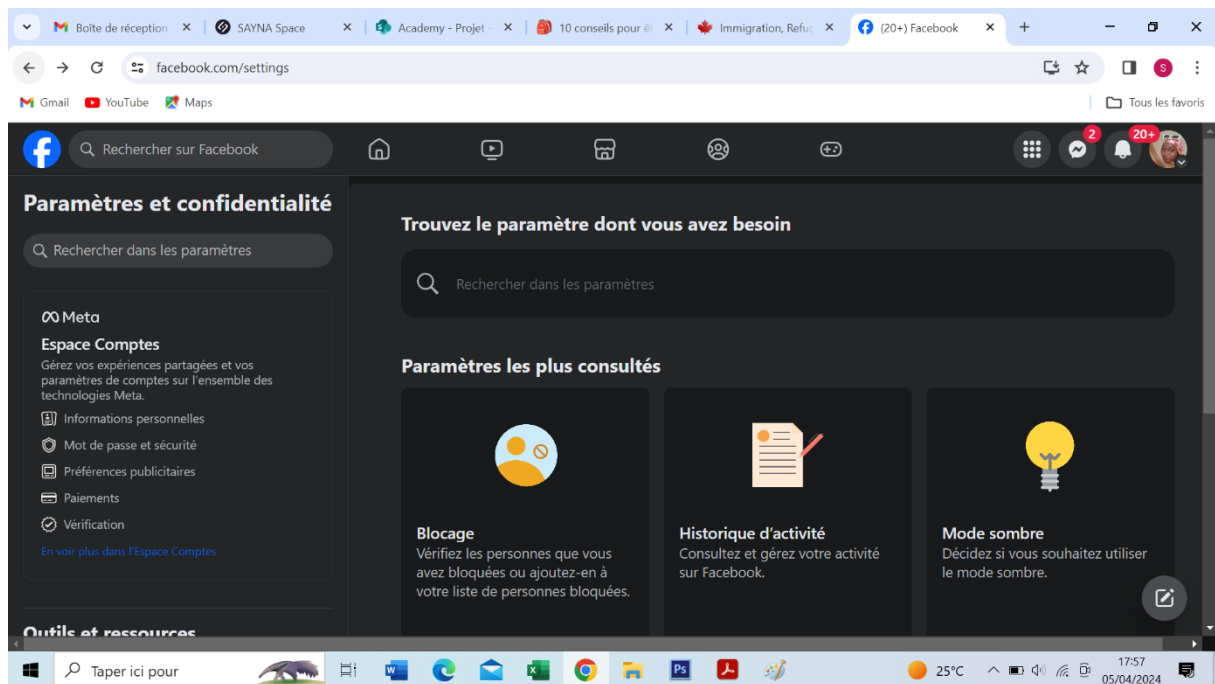 Boîte de réception
SAYNA Space
Academy - Projet -
10 conseils pour êt
Immigration, Refug
(20+) Facebook
facebook.com/settings
S
Gmail
YouTube
Maps
Tous les favoris
Rechercher sur Facebook
2
20+
Paramètres et confidentialité
Rechercher dans les paramètres
Meta
Espace Comptes
Gérez vos expériences partagées et vos
paramètres de comptes sur l'ensemble des
technologies Meta.
Informations personnelles
Mot de passe et sécurité
Préférences publicitaires
Paiements
Vérification
En voir plus dans l'Espace Comptes
Outils et ressources
Trouvez le paramètre dont vous avez besoin
Rechercher dans les paramètres
Paramètres les plus consultés
Blocage
Vérifiez les personnes que vous
avez bloquées ou ajoutez-en à
votre liste de personnes bloquées.
Historique d'activité
Consultez et gérez votre activité
sur Facebook.
Mode sombre
Décidez si vous souhaitez utiliser
le mode sombre.
Taper ici pour
Ps
25°C
17:57
05/04/2024